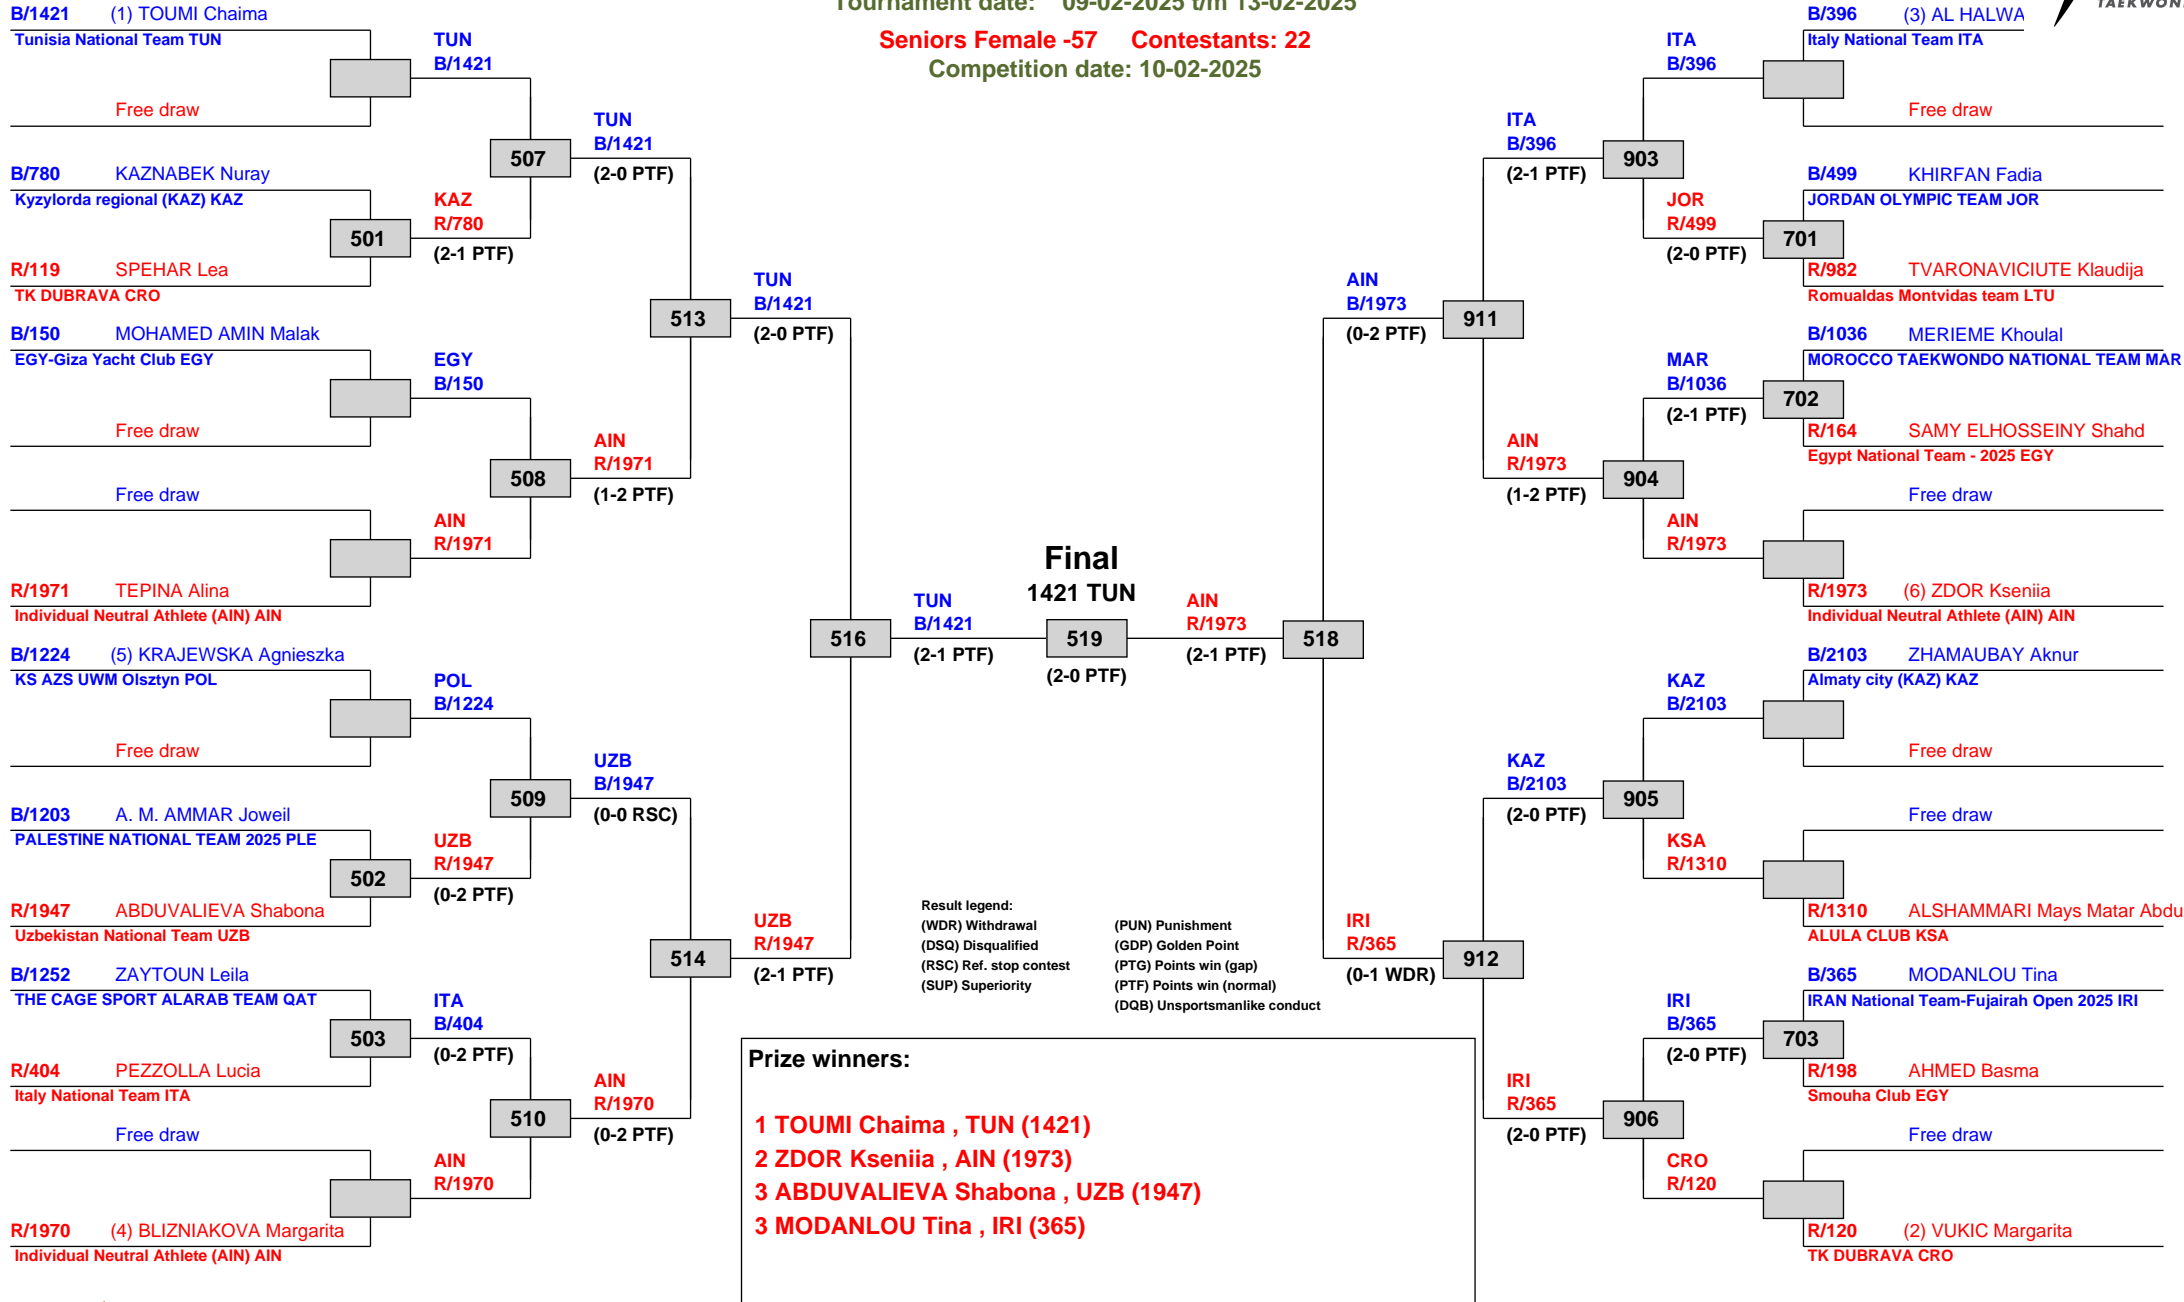 Tournament date: 09-02-2025 t/m 13-02-2025
Seniors Female -57 Contestants: 22
Competition date: 10-02-2025
B/1421 (1) TOUMI Chaima
Tunisia National Team TUN
Free draw
B/780 KAZNABEK Nuray
Kyzylorda regional (KAZ) KAZ
501
R/119 SPEHAR Lea
TK DUBRAVA CRO
B/150 MOHAMED AMIN Malak
EGY-Giza Yacht Club EGY
Free draw
Free draw
R/1971 TEPINA Alina
Individual Neutral Athlete (AIN) AIN
B/1224 (5) KRAJEWSKA Agnieszka
KS AZS UWM Olsztyn POL
Free draw
B/1203 A. M. AMMAR Joweil
PALESTINE NATIONAL TEAM 2025 PLE
502
R/1947 ABDUVALIEVA Shabona
Uzbekistan National Team UZB
B/1252 ZAYTOUN Leila
THE CAGE SPORT ALARAB TEAM QAT
503
R/404 PEZZOLLA Lucia
Italy National Team ITA
Free draw
R/1970 (4) BLIZNIAKOVA Margarita
Individual Neutral Athlete (AIN) AIN
TUN
B/1421
507
KAZ
R/780
(2-1 PTF)
EGY
B/150
508
AIN
R/1971
POL
B/1224
509
UZB
R/1947
(0-2 PTF)
ITA
B/404
(0-2 PTF)
510
AIN
R/1970
TUN
B/1421
(2-0 PTF)
513
AIN
R/1971
(1-2 PTF)
UZB
B/1947
(0-0 RSC)
514
AIN
R/1970
(0-2 PTF)
TUN
B/1421
(2-0 PTF)
516
UZB
R/1947
(2-1 PTF)
TUN
B/1421
(2-1 PTF)
Final
1421 TUN
519
(2-0 PTF)
AIN
R/1973
(2-1 PTF)
518
AIN
B/1973
(0-2 PTF)
IRI
R/365
(0-1 WDR)
911
912
ITA
B/396
(2-1 PTF)
AIN
R/1973
(1-2 PTF)
KAZ
B/2103
(2-0 PTF)
IRI
R/365
(2-0 PTF)
903
904
905
906
ITA
B/396
JOR
R/499
(2-0 PTF)
MAR
B/1036
(2-1 PTF)
AIN
R/1973
KAZ
B/2103
KSA
R/1310
IRI
B/365
(2-0 PTF)
CRO
R/120
TAEKWON
B/396 (3) AL HALWA
Italy National Team ITA
Free draw
B/499 KHIRFAN Fadia
JORDAN OLYMPIC TEAM JOR
701
R/982 TVARONAVICIUTE Klaudija
Romualdas Montvidas team LTU
B/1036 MERIEME Khoulal
MOROCCO TAEKWONDO NATIONAL TEAM MAR
702
R/164 SAMY ELHOSSEINY Shahd
Egypt National Team - 2025 EGY
Free draw
R/1973 (6) ZDOR Kseniia
Individual Neutral Athlete (AIN) AIN
B/2103 ZHAMAUBAY Aknur
Almaty city (KAZ) KAZ
Free draw
Free draw
R/1310 ALSHAMMARI Mays Matar Abdu
ALULA CLUB KSA
B/365 MODANLOU Tina
IRAN National Team-Fujairah Open 2025 IRI
703
R/198 AHMED Basma
Smouha Club EGY
Free draw
R/120 (2) VUKIC Margarita
TK DUBRAVA CRO
Result legend:
(WDR) Withdrawal (PUN) Punishment
(DSQ) Disqualified (GDP) Golden Point
(RSC) Ref. stop contest (PTG) Points win (gap)
(SUP) Superiority (PTF) Points win (normal)
(DQB) Unsportsmanlike conduct
Prize winners:
1 TOUMI Chaima , TUN (1421)
2 ZDOR Kseniia , AIN (1973)
3 ABDUVALIEVA Shabona , UZB (1947)
3 MODANLOU Tina , IRI (365)